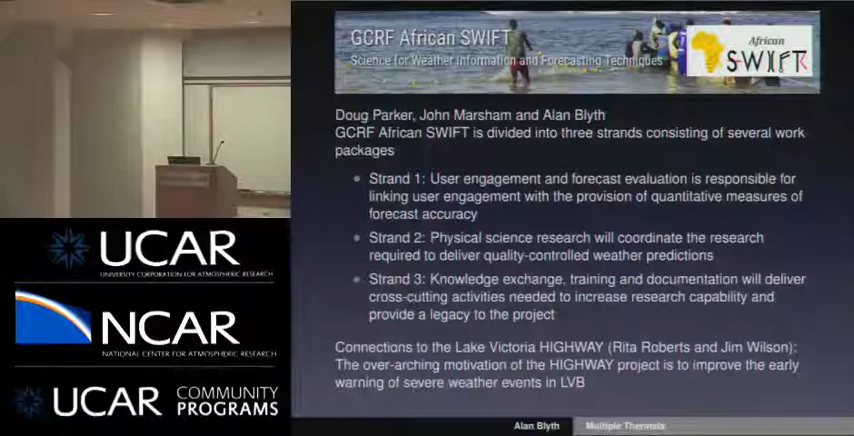 GCRF African SWIFT
Science for Weather Information and Forecasting Techniques
African
SWIFT
Doug Parker, John Marsham and Alan Blyth
GCRF African SWIFT is divided into three strands consisting of several work
packages
Strand 1: User engagement and forecast evaluation is responsible for
linking user engagement with the provision of quantitative measures of
forecast accuracy
Strand 2: Physical science research will coordinate the research
required to deliver quality-controlled weather predictions
Strand 3: Knowledge exchange, training and documentation will deliver
cross-cutting activities needed to increase research capability and
provide a legacy to the project
Connections to the Lake Victoria HIGHWAY (Rita Roberts and Jim Wilson);
The over-arching motivation of the HIGHWAY project is to improve the early
warning of severe weather events in LVB
Alan Blyth
Multiple Thermals
UCAR
UNIVERSITY CORPORATION FOR ATMOSPHERIC RESEARCH
NCAR
NATIONAL CENTER FOR ATMOSPHERIC RESEARCH
UCAR
COMMUNITY
PROGRAMS